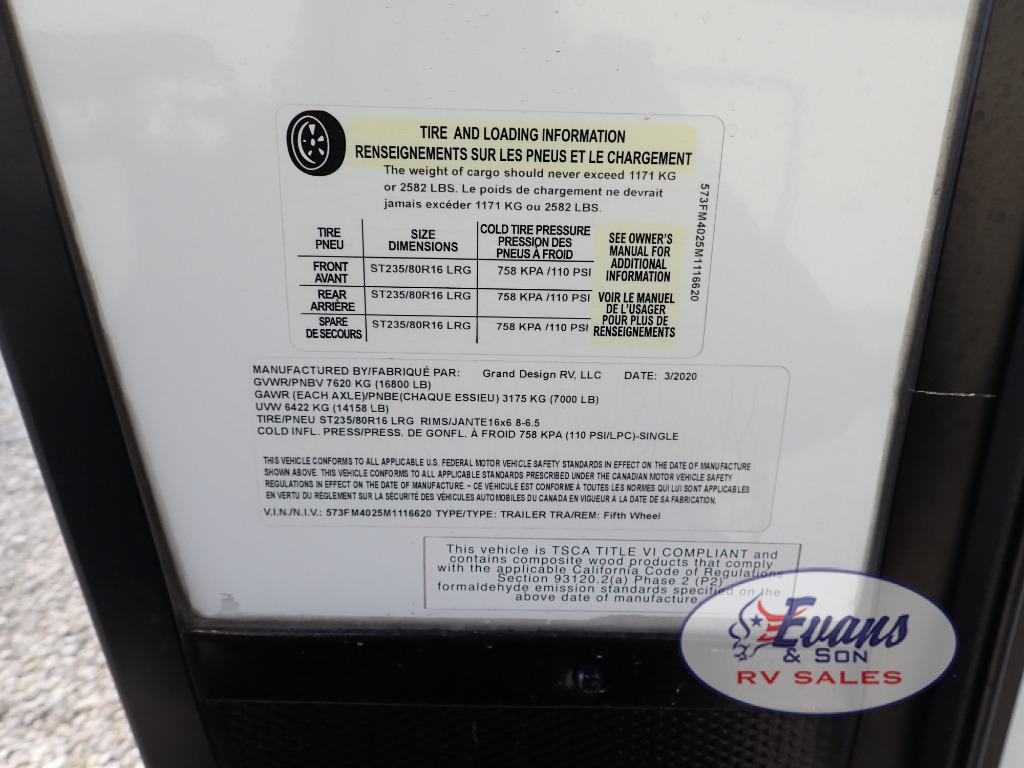 TIRE AND LOADING INFORMATION
RENSEIGNEMENTS SUR LES PNEUS ET LE CHARGEMENT
The weight of cargo should never exceed 1171 KG
or 2582 LBS. Le poids de chargement ne devrait
jamais excéder 1171 KG ou 2582 LBS.
573FM4025M1116620
TIRE
PNEU
SIZE
DIMENSIONS
COLD TIRE PRESSURE
PRESSION DES
PNEUS À FROID
SEE OWNER'S
MANUAL FOR
ADDITIONAL
INFORMATION
VOIR LE MANUEL
DE L'USAGER
POUR PLUS DE
RENSEIGNEMENTS
FRONT
AVANT
ST235/80R16 LRG
758 KPA /110 PSI
REAR
ARRIÈRE
ST235/80R16 LRG
758 KPA /110 PSI
SPARE
DE SECOURS
ST235/80R16 LRG
758 KPA /110 PSI
MANUFACTURED BY/FABRIQUÉ PAR: Grand Design RV, LLC DATE: 3/2020
GVWR/PNBV 7620 KG (16800 LB)
GAWR (EACH AXLE)/PNBE(CHAQUE ESSIEU) 3175 KG (7000 LB)
UVW 6422 KG (14158 LB)
TIRE/PNEU ST235/80R16 LRG RIMS/JANTE16x6 8-6.5
COLD INFL. PRESS/PRESS. DE GONFL. À FROID 758 KPA (110 PSI/LPC)-SINGLE
THIS VEHICLE CONFORMS TO ALL APPLICABLE U.S. FEDERAL MOTOR VEHICLE SAFETY STANDARDS IN EFFECT ON THE DATE OF MANUFACTURE
SHOWN ABOVE. THIS VEHICLE CONFORMS TO ALL APPLICABLE STANDARDS PRESCRIBED UNDER THE CANADIAN MOTOR VEHICLE SAFETY
REGULATIONS IN EFFECT ON THE DATE OF MANUFACTURE. - CE VÉHICULE EST CONFORME À TOUTES LES NORMES QUI LUI SONT APPLICABLES
EN VERTU DU RÈGLEMENT SUR LA SÉCURITÉ DES VÉHICULES AUTOMOBILES DU CANADA EN VIGUEUR À LA DATE DE SA FABRICATION.
V.I.N./N.I.V.: 573FM4025M1116620 TYPE/TYPE: TRAILER TRA/REM: Fifth Wheel
This vehicle is TSCA TITLE VI COMPLIANT and
contains composite wood products that comply
with the applicable California Code of Regulations
Section 93120.2(a) Phase 2 (P2)
formaldehyde emission standards specified on the
above date of manufacture
Evans
& SON
RV SALES